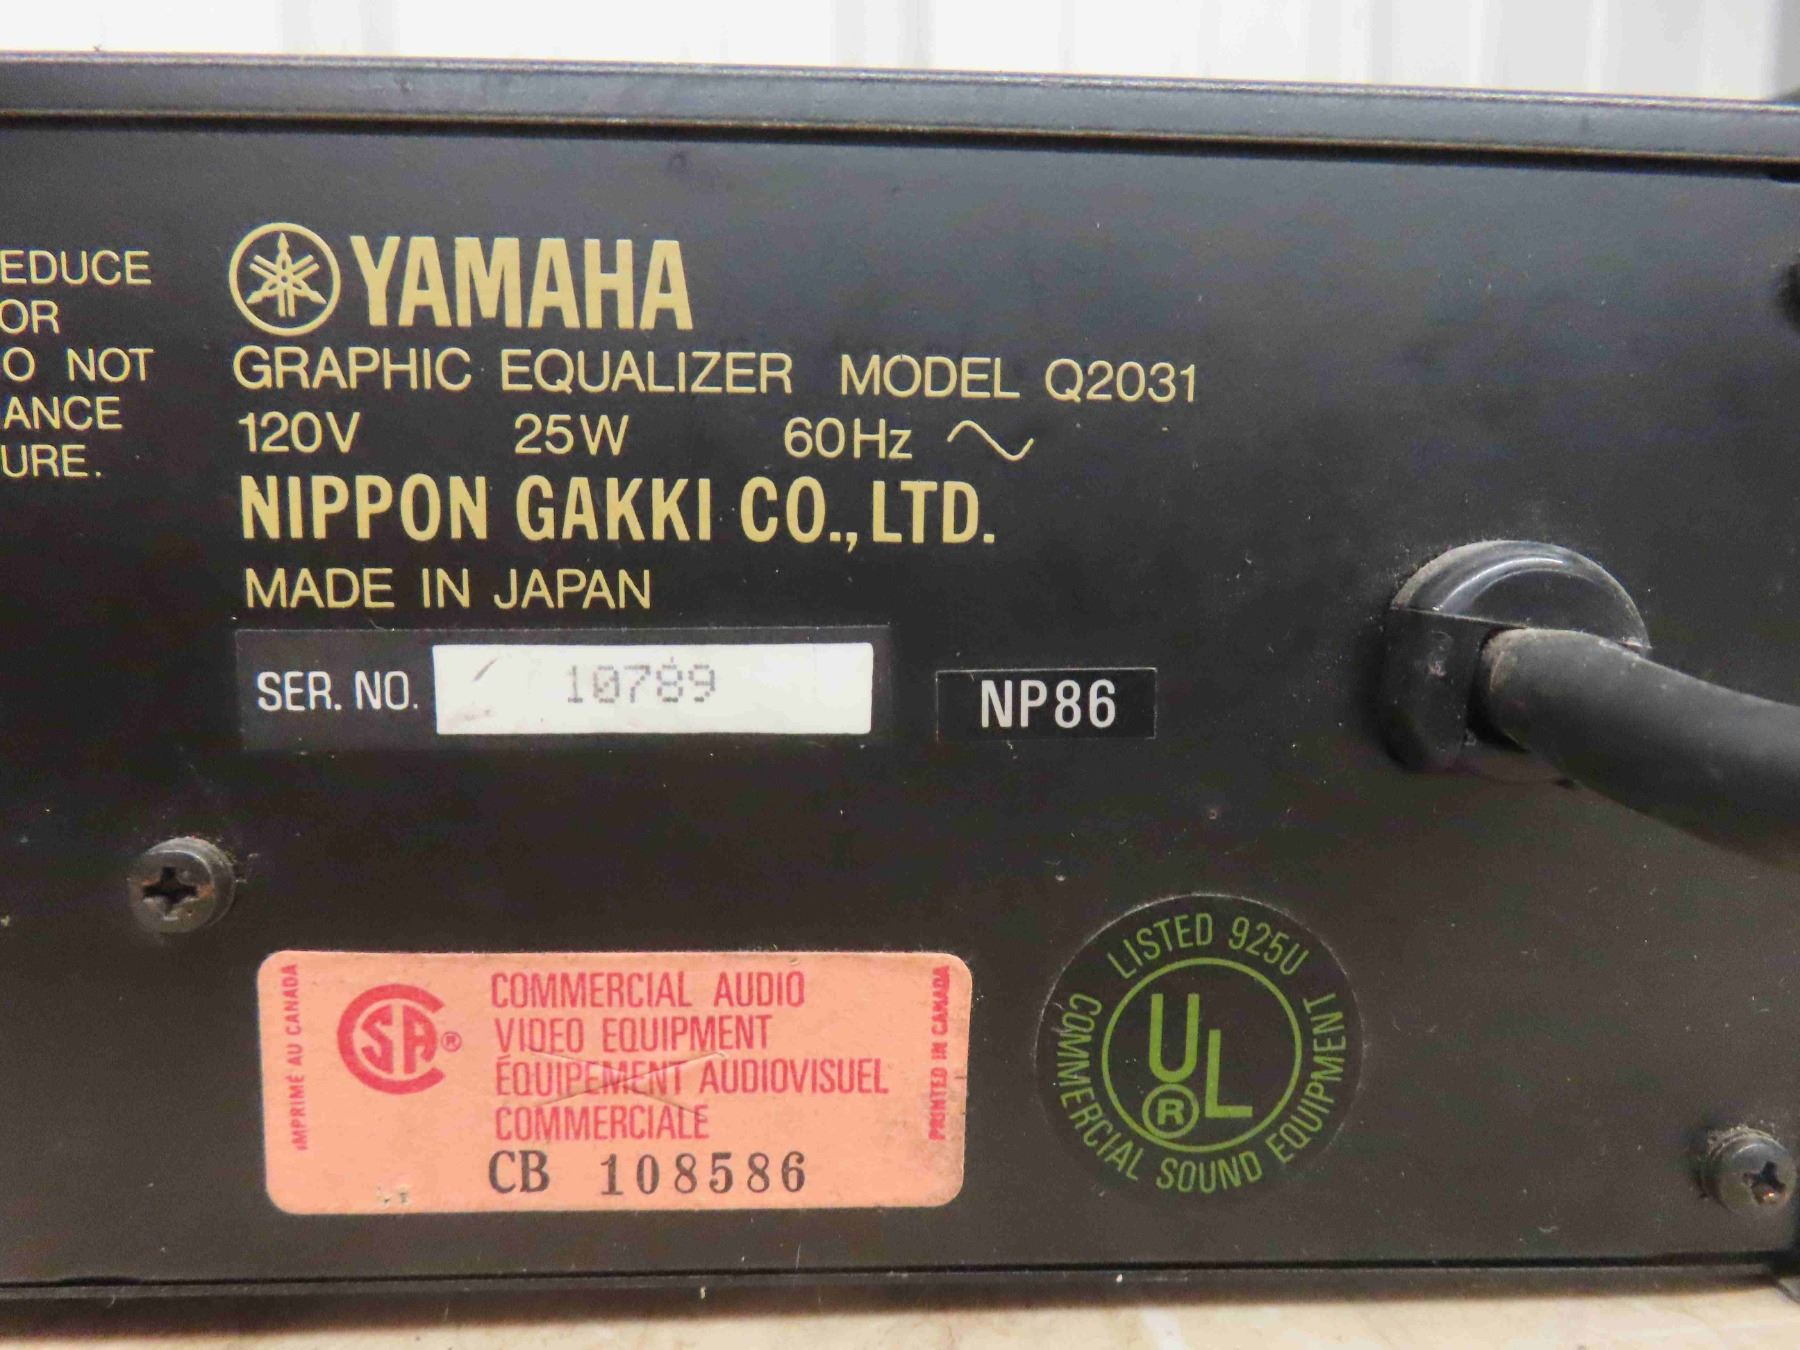 EDUCE
OR
O NOT
ANCE
URE.
YAMAHA
GRAPHIC EQUALIZER MODEL Q2031
120V 25W 60Hz ~
NIPPON GAKKI CO., LTD.
MADE IN JAPAN
SER. NO. 10789
NP86
IMPRIMÉ AU CANADA
SA®
COMMERCIAL AUDIO
VIDEO EQUIPMENT
ÉQUIPEMENT AUDIOVISUEL
COMMERCIALE
CB 108586
PRINTED IN CANADA
LISTED 925U
UL®
COMMERCIAL SOUND EQUIPMENT